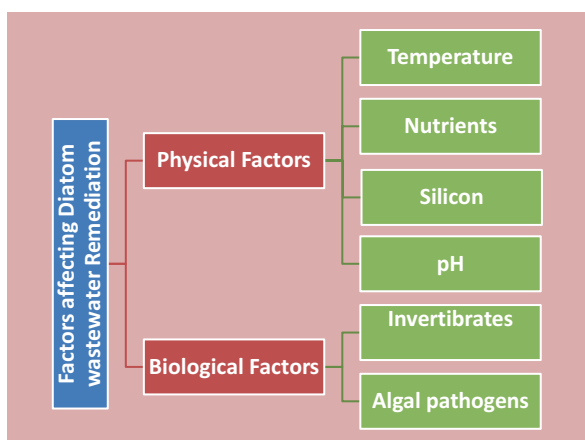 Factors affecting Diatom
wastewater Remediation
Physical Factors
Temperature
Nutrients
Silicon
pH
Biological Factors
Invertibrates
Algal pathogens